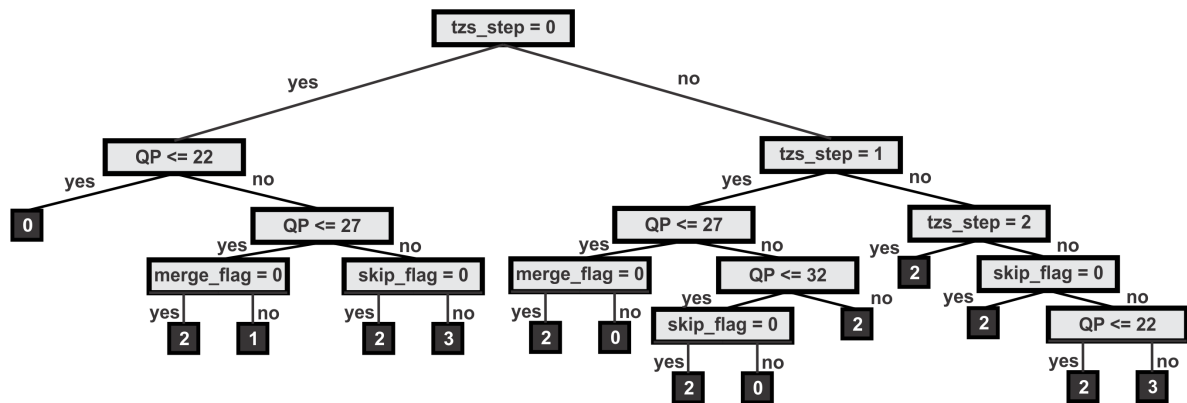 tzs_step = 0
yes
no
QP <= 22
tzs_step = 1
yes
no
yes
no
0
QP <= 27
QP <= 27
tzs_step = 2
yes
no
yes
no
yes
no
merge_flag = 0
skip_flag = 0
merge_flag = 0
QP <= 32
2
skip_flag = 0
yes
no
yes
no
yes
no
yes
no
yes
no
2
1
2
3
2
0
skip_flag = 0
2
2
QP <= 22
yes
no
yes
no
2
0
2
3